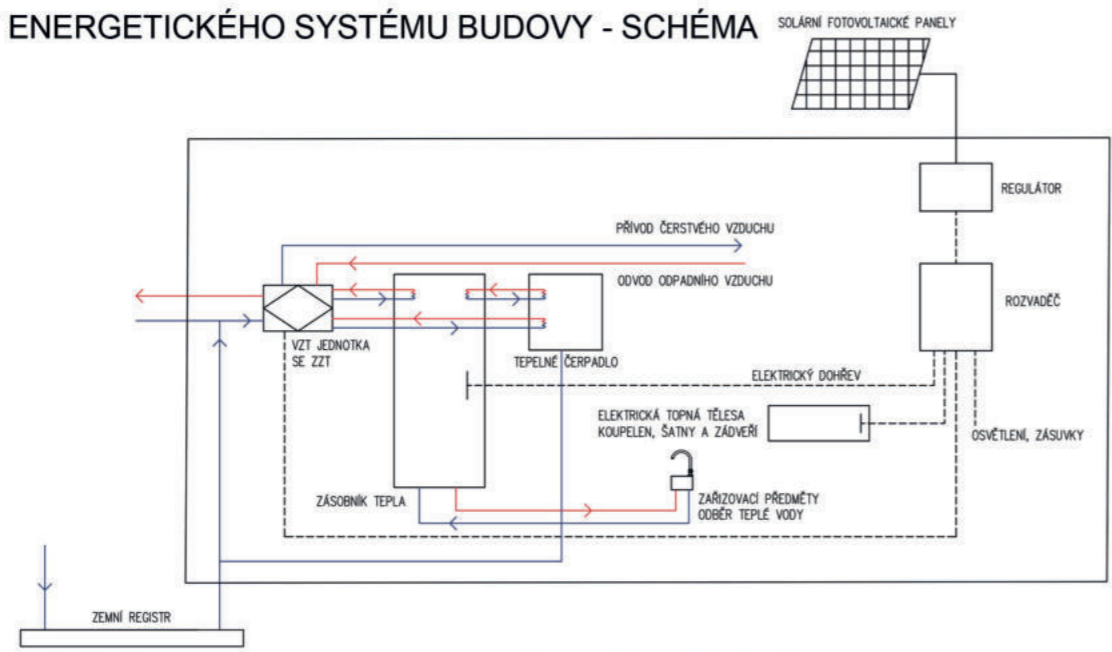 ENERGETICKÉHO SYSTÉMU BUDOVY - SCHÉMA
SOLÁRNÍ FOTOVOLTAICKÉ PANELY
REGULÁTOR
PŘÍVOD ČERSTVÉHO VZDUCHU
ODVOD ODPADNÍHO VZDUCHU
ROZVADĚČ
VZT JEDNOTKA
SE ZZT
TEPELNÉ ČERPADLO
ELEKTRICKÝ DOHŘEV
ELEKTRICKÁ TOPNÁ TĚLESA
KOUPELEN, ŠATNY A ZÁDVEŘÍ
OSVĚTLENÍ, ZÁSUVKY
ZÁSOBNÍK TEPLA
ZAŘIZOVACÍ PŘEDMĚTY
ODBĚR TEPLÉ VODY
ZEMNÍ REGISTR